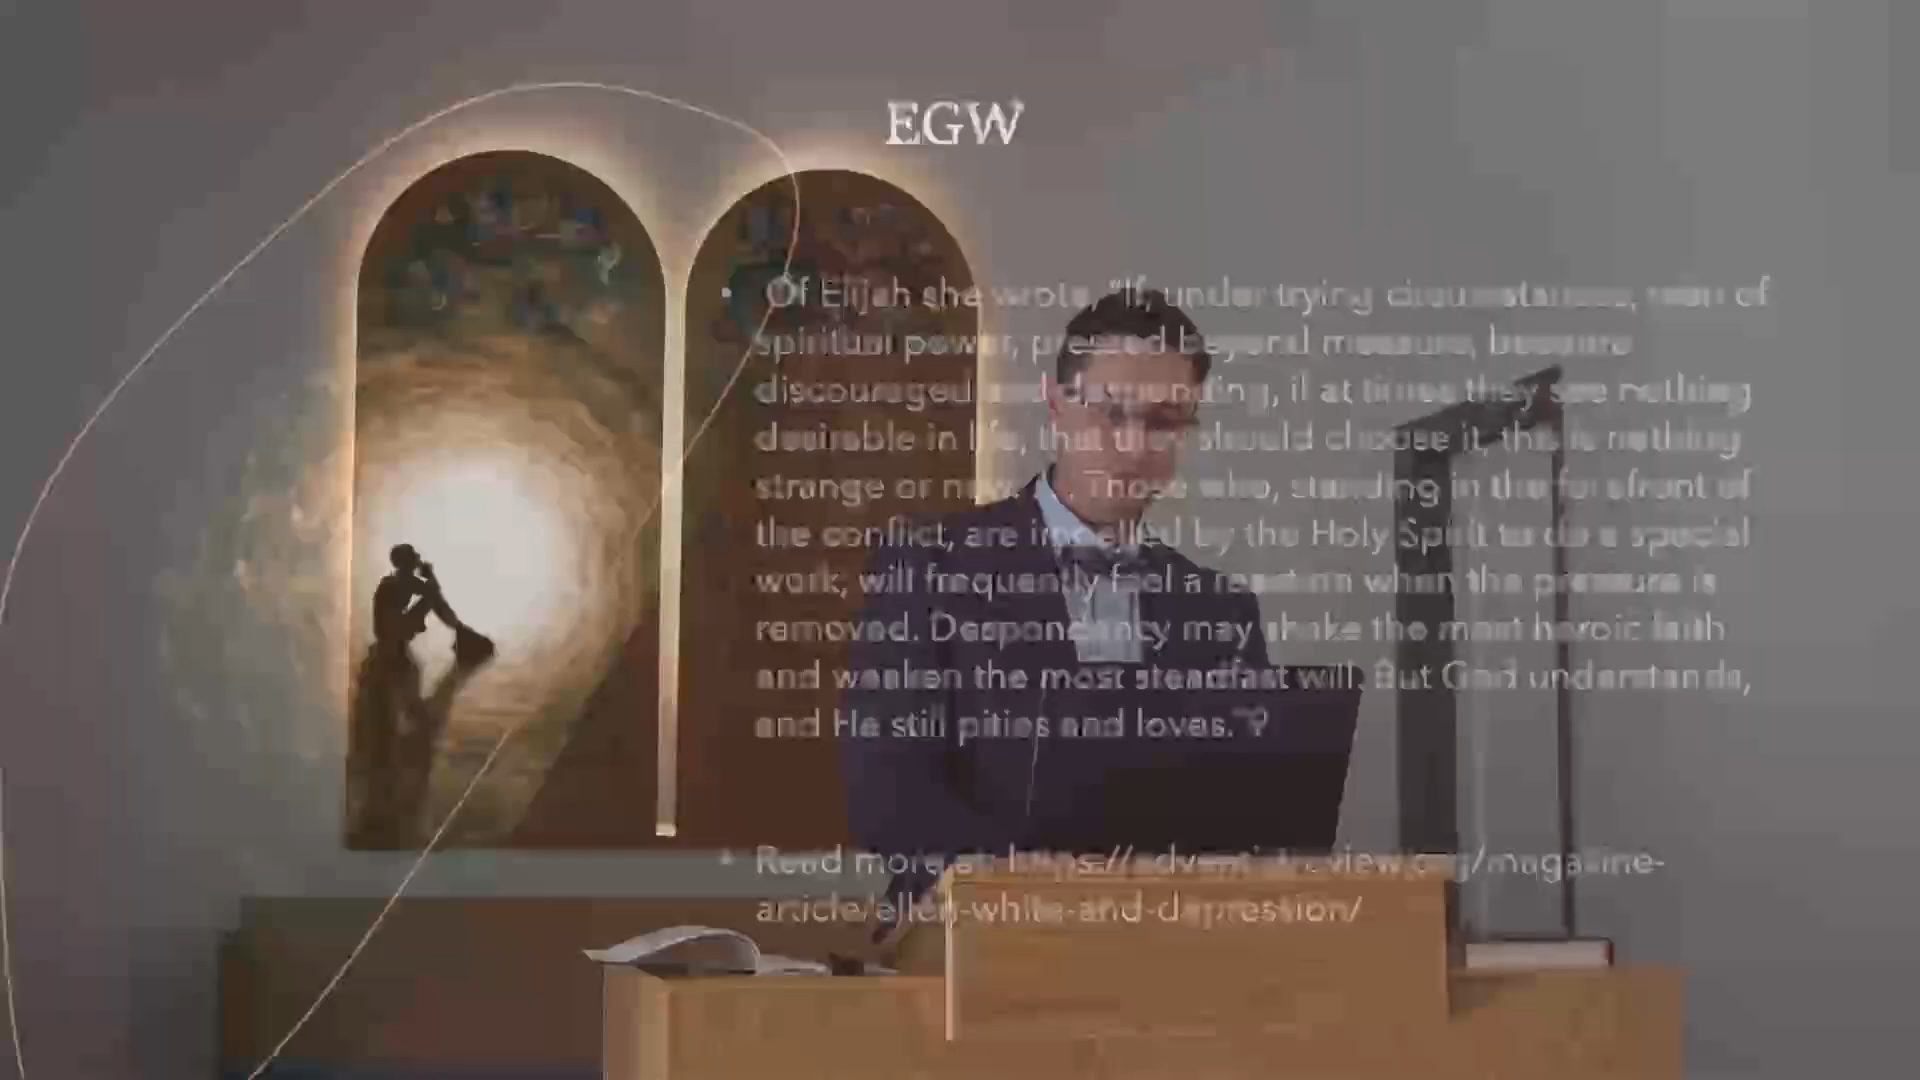 EGW
• Of Elijah she wrote, "If, under trying circumstances, men of
spiritual power, pressed beyond measure, become
discouraged and desponding, if at times they see nothing
desirable in life, that they should choose it, this is nothing
strange or new. . . . Those who, standing in the forefront of
the conflict, are impelled by the Holy Spirit to do a special
work, will frequently feel a reaction when the pressure is
removed. Despondency may shake the most heroic faith
and weaken the most steadfast will. But God understands,
and He still pities and loves."9
• Read more at: https://adventistreview.org/magazine-
article/ellen-white-and-depression/